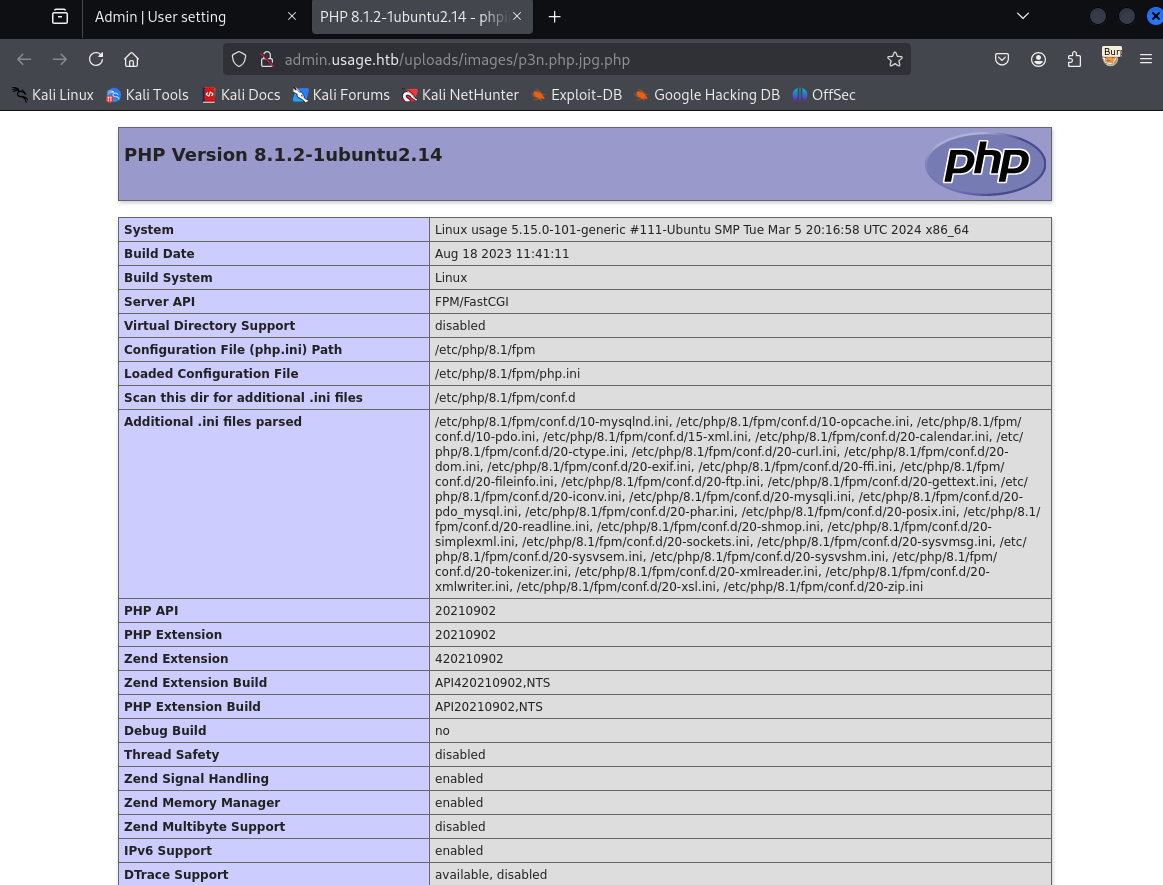 Admin | User setting
PHP 8.1.2-1ubuntu2.14 - php
admin.usage.htb/uploads/images/p3n.php.jpg.php
Bur
Kali Linux
Kali Tools
Kali Docs
Kali Forums
Kali NetHunter
Exploit-DB
Google Hacking DB
OffSec
PHP Version 8.1.2-1ubuntu2.14
php
System
Linux usage 5.15.0-101-generic #111-Ubuntu SMP Tue Mar 5 20:16:58 UTC 2024 x86_64
Build Date
Aug 18 2023 11:41:11
Build System
Linux
Server API
FPM/FastCGI
Virtual Directory Support
disabled
Configuration File (php.ini) Path
/etc/php/8.1/fpm
Loaded Configuration File
/etc/php/8.1/fpm/php.ini
Scan this dir for additional .ini files
/etc/php/8.1/fpm/conf.d
Additional .ini files parsed
/etc/php/8.1/fpm/conf.d/10-mysqlnd.ini, /etc/php/8.1/fpm/conf.d/10-opcache.ini, /etc/php/8.1/fpm/
conf.d/10-pdo.ini, /etc/php/8.1/fpm/conf.d/15-xml.ini, /etc/php/8.1/fpm/conf.d/20-calendar.ini, /etc/
php/8.1/fpm/conf.d/20-ctype.ini, /etc/php/8.1/fpm/conf.d/20-curl.ini, /etc/php/8.1/fpm/conf.d/20-
dom.ini, /etc/php/8.1/fpm/conf.d/20-exif.ini, /etc/php/8.1/fpm/conf.d/20-ffi.ini, /etc/php/8.1/fpm/
conf.d/20-fileinfo.ini, /etc/php/8.1/fpm/conf.d/20-ftp.ini, /etc/php/8.1/fpm/conf.d/20-gettext.ini, /etc/
php/8.1/fpm/conf.d/20-iconv.ini, /etc/php/8.1/fpm/conf.d/20-mysqli.ini, /etc/php/8.1/fpm/conf.d/20-
pdo_mysql.ini, /etc/php/8.1/fpm/conf.d/20-phar.ini, /etc/php/8.1/fpm/conf.d/20-posix.ini, /etc/php/8.1/
fpm/conf.d/20-readline.ini, /etc/php/8.1/fpm/conf.d/20-shmop.ini, /etc/php/8.1/fpm/conf.d/20-
simplexml.ini, /etc/php/8.1/fpm/conf.d/20-sockets.ini, /etc/php/8.1/fpm/conf.d/20-sysvmsg.ini, /etc/
php/8.1/fpm/conf.d/20-sysvsem.ini, /etc/php/8.1/fpm/conf.d/20-sysvshm.ini, /etc/php/8.1/fpm/
conf.d/20-tokenizer.ini, /etc/php/8.1/fpm/conf.d/20-xmlreader.ini, /etc/php/8.1/fpm/conf.d/20-
xmlwriter.ini, /etc/php/8.1/fpm/conf.d/20-xsl.ini, /etc/php/8.1/fpm/conf.d/20-zip.ini
PHP API
20210902
PHP Extension
20210902
Zend Extension
420210902
Zend Extension Build
API420210902,NTS
PHP Extension Build
API20210902,NTS
Debug Build
no
Thread Safety
disabled
Zend Signal Handling
enabled
Zend Memory Manager
enabled
Zend Multibyte Support
disabled
IPv6 Support
enabled
DTrace Support
available, disabled